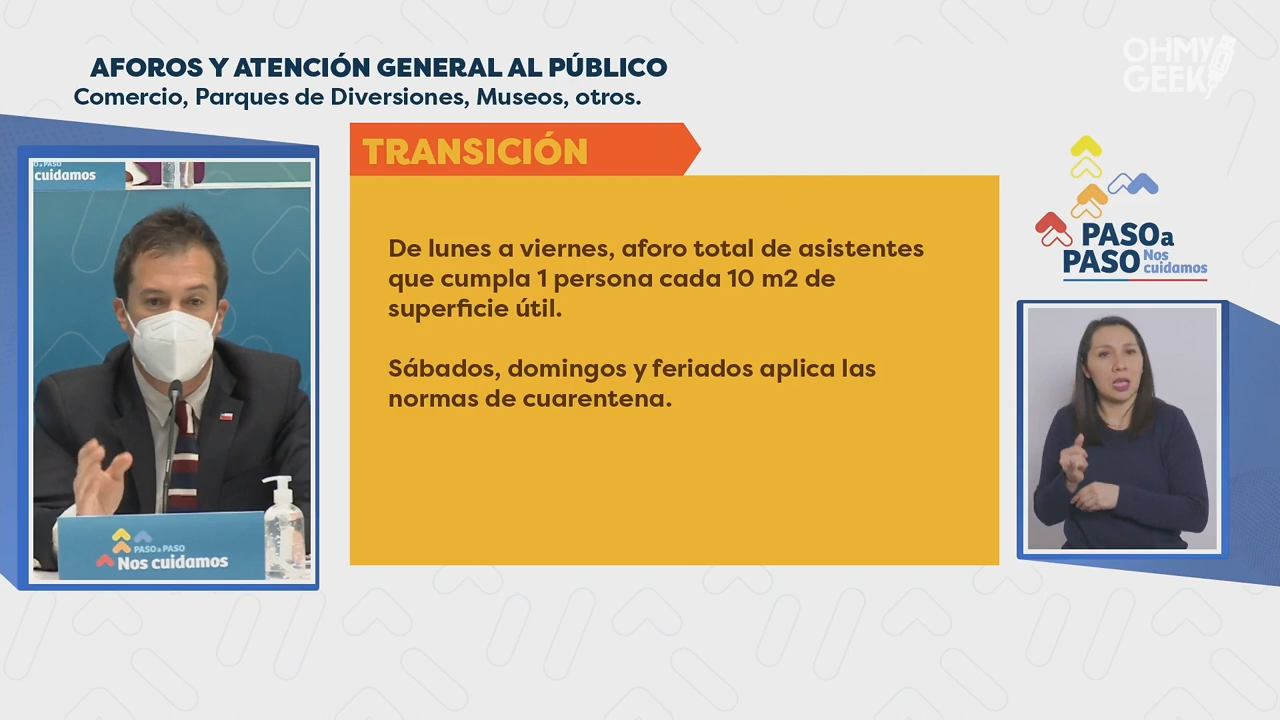 AFOROS Y ATENCIÓN GENERAL AL PÚBLICO
Comercio, Parques de Diversiones, Museos, otros.
OHMY
GEEK
TRANSICIÓN
De lunes a viernes, aforo total de asistentes
que cumpla 1 persona cada 10 m2 de
superficie útil.
Sábados, domingos y feriados aplica las
normas de cuarentena.
o a PASO
cuidamos
PASO a PASO
Nos cuidamos
PASO a
PASO Nos
cuidamos